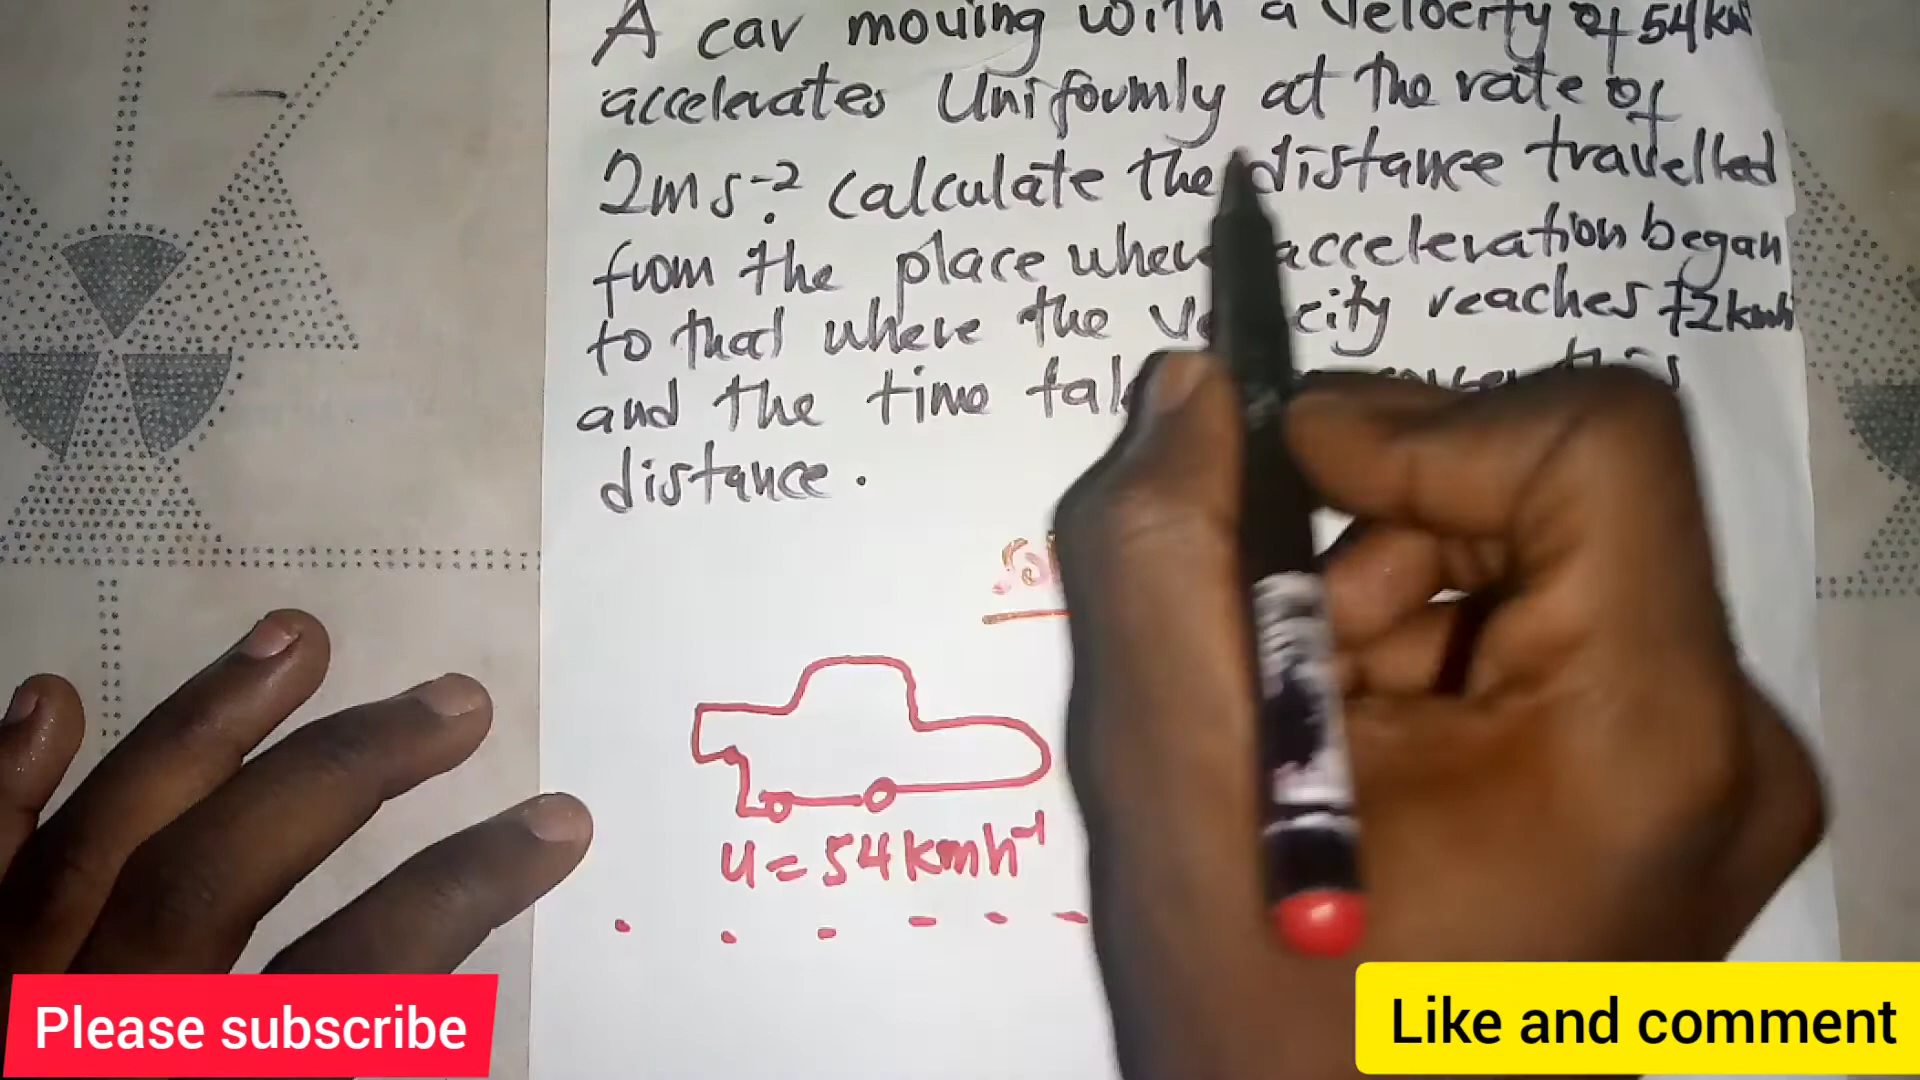 A car moving with a velocity of 54km
accelerates Uniformly at the rate of
2ms⁻². calculate the distance travelled
from the place where acceleration began
to that where the velocity reaches 72kmh
and the time
distance.
u = 54kmh⁻¹
Please subscribe
Like and comment